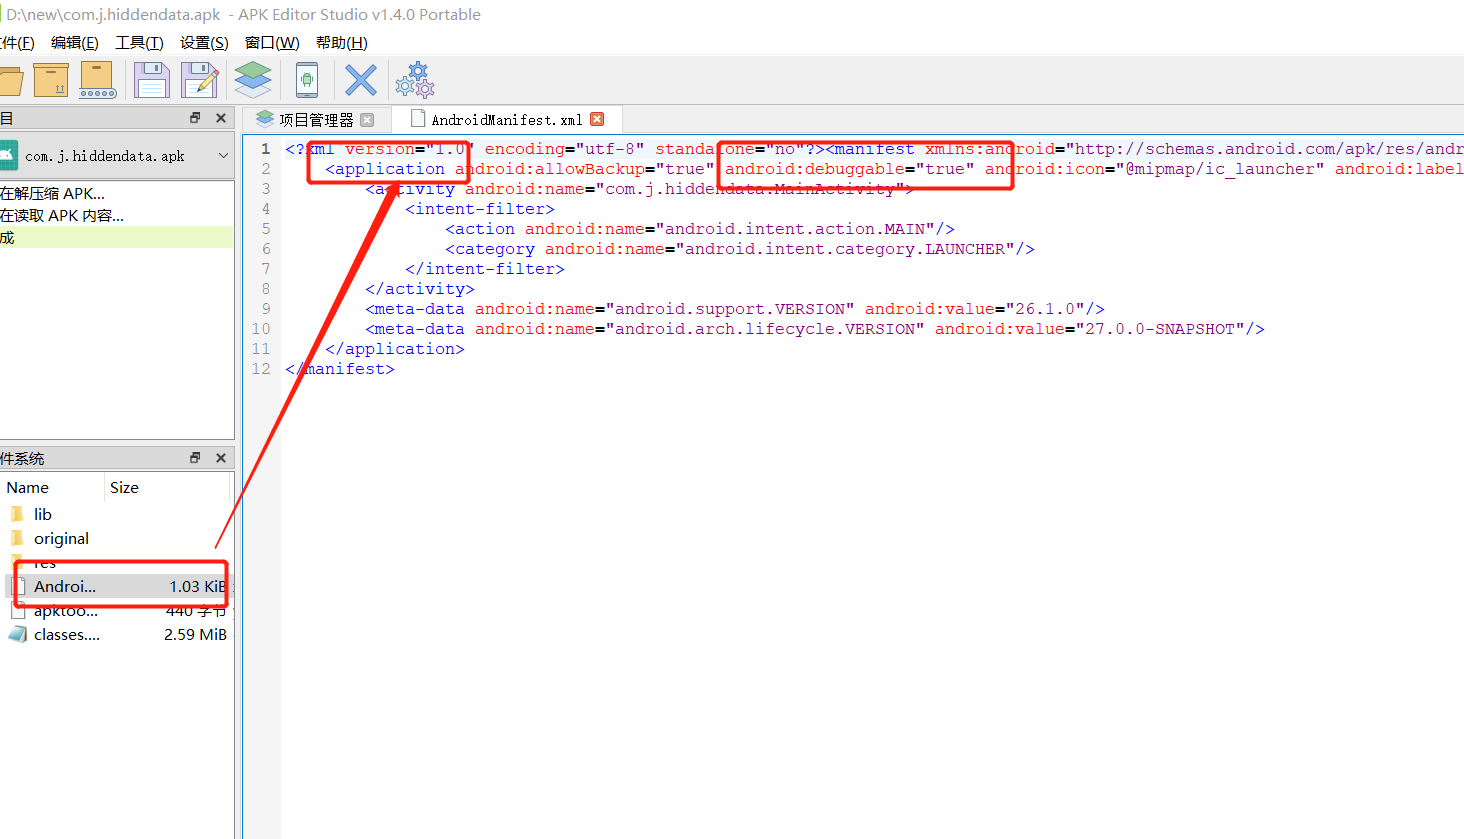 D:\new\com.j.hiddendata.apk - APK Editor Studio v1.4.0 Portable
件(F) 编辑(E) 工具(T) 设置(S) 窗口(W) 帮助(H)
目
项目管理器 AndroidManifest.xml
com.j.hiddendata.apk
在解压缩 APK...
在读取 APK 内容...
成
1 <?xml version="1.0" encoding="utf-8" standalone="no"?><manifest xmlns:android="http://schemas.android.com/apk/res/andr
2 <application android:allowBackup="true" android:debuggable="true" android:icon="@mipmap/ic_launcher" android:label
3 <activity android:name="com.j.hiddendata.MainActivity">
4 <intent-filter>
5 <action android:name="android.intent.action.MAIN"/>
6 <category android:name="android.intent.category.LAUNCHER"/>
7 </intent-filter>
8 </activity>
9 <meta-data android:name="android.support.VERSION" android:value="26.1.0"/>
10 <meta-data android:name="android.arch.lifecycle.VERSION" android:value="27.0.0-SNAPSHOT"/>
11 </application>
12 </manifest>
件系统
Name Size
lib
original
res
Androi... 1.03 KiB
apktoo... 440 字节
classes.... 2.59 MiB